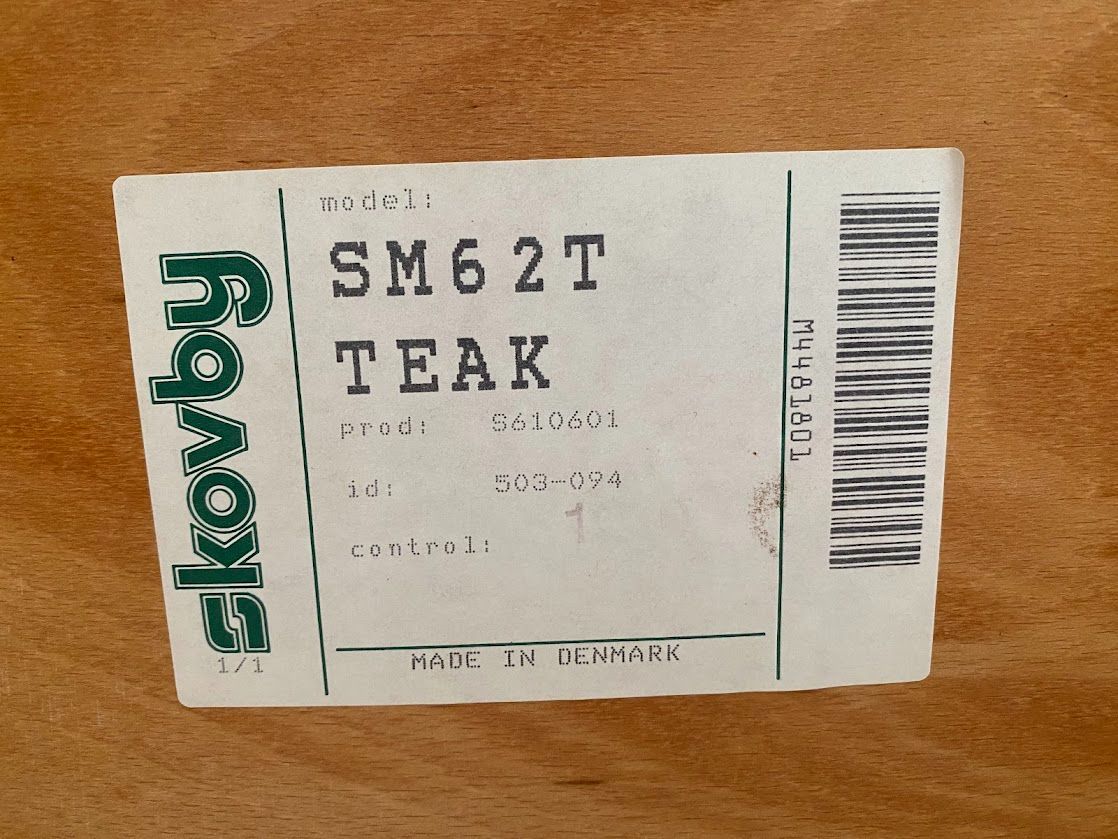 skovby
1/1
model:
SM62T
TEAK
prod: S610601
id: 503-094
control: 1
MADE IN DENMARK
M4481801